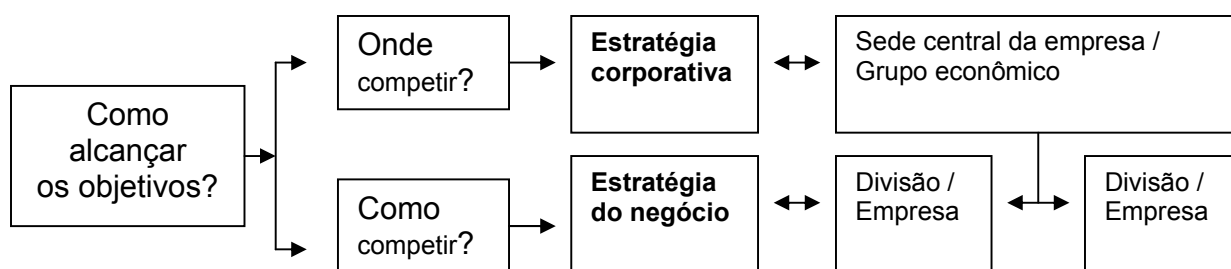 Como
alcançar
os objetivos?
Onde
competir?
Estratégia
corporativa
Sede central da empresa /
Grupo econômico
Como
competir?
Estratégia
do negócio
Divisão /
Empresa
Divisão /
Empresa